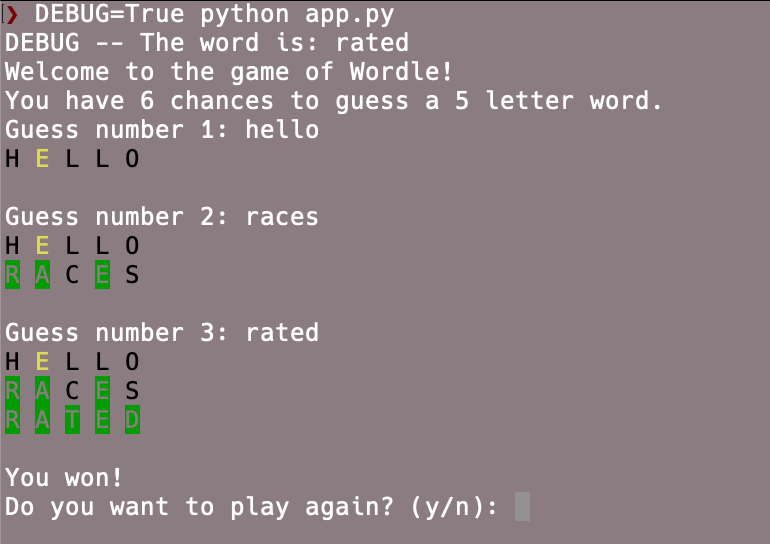 ❯ DEBUG=True python app.py
DEBUG -- The word is: rated
Welcome to the game of Wordle!
You have 6 chances to guess a 5 letter word.
Guess number 1: hello
H E L L O
Guess number 2: races
H E L L O
R A C E S
Guess number 3: rated
H E L L O
R A C E S
R A T E D
You won!
Do you want to play again? (y/n):